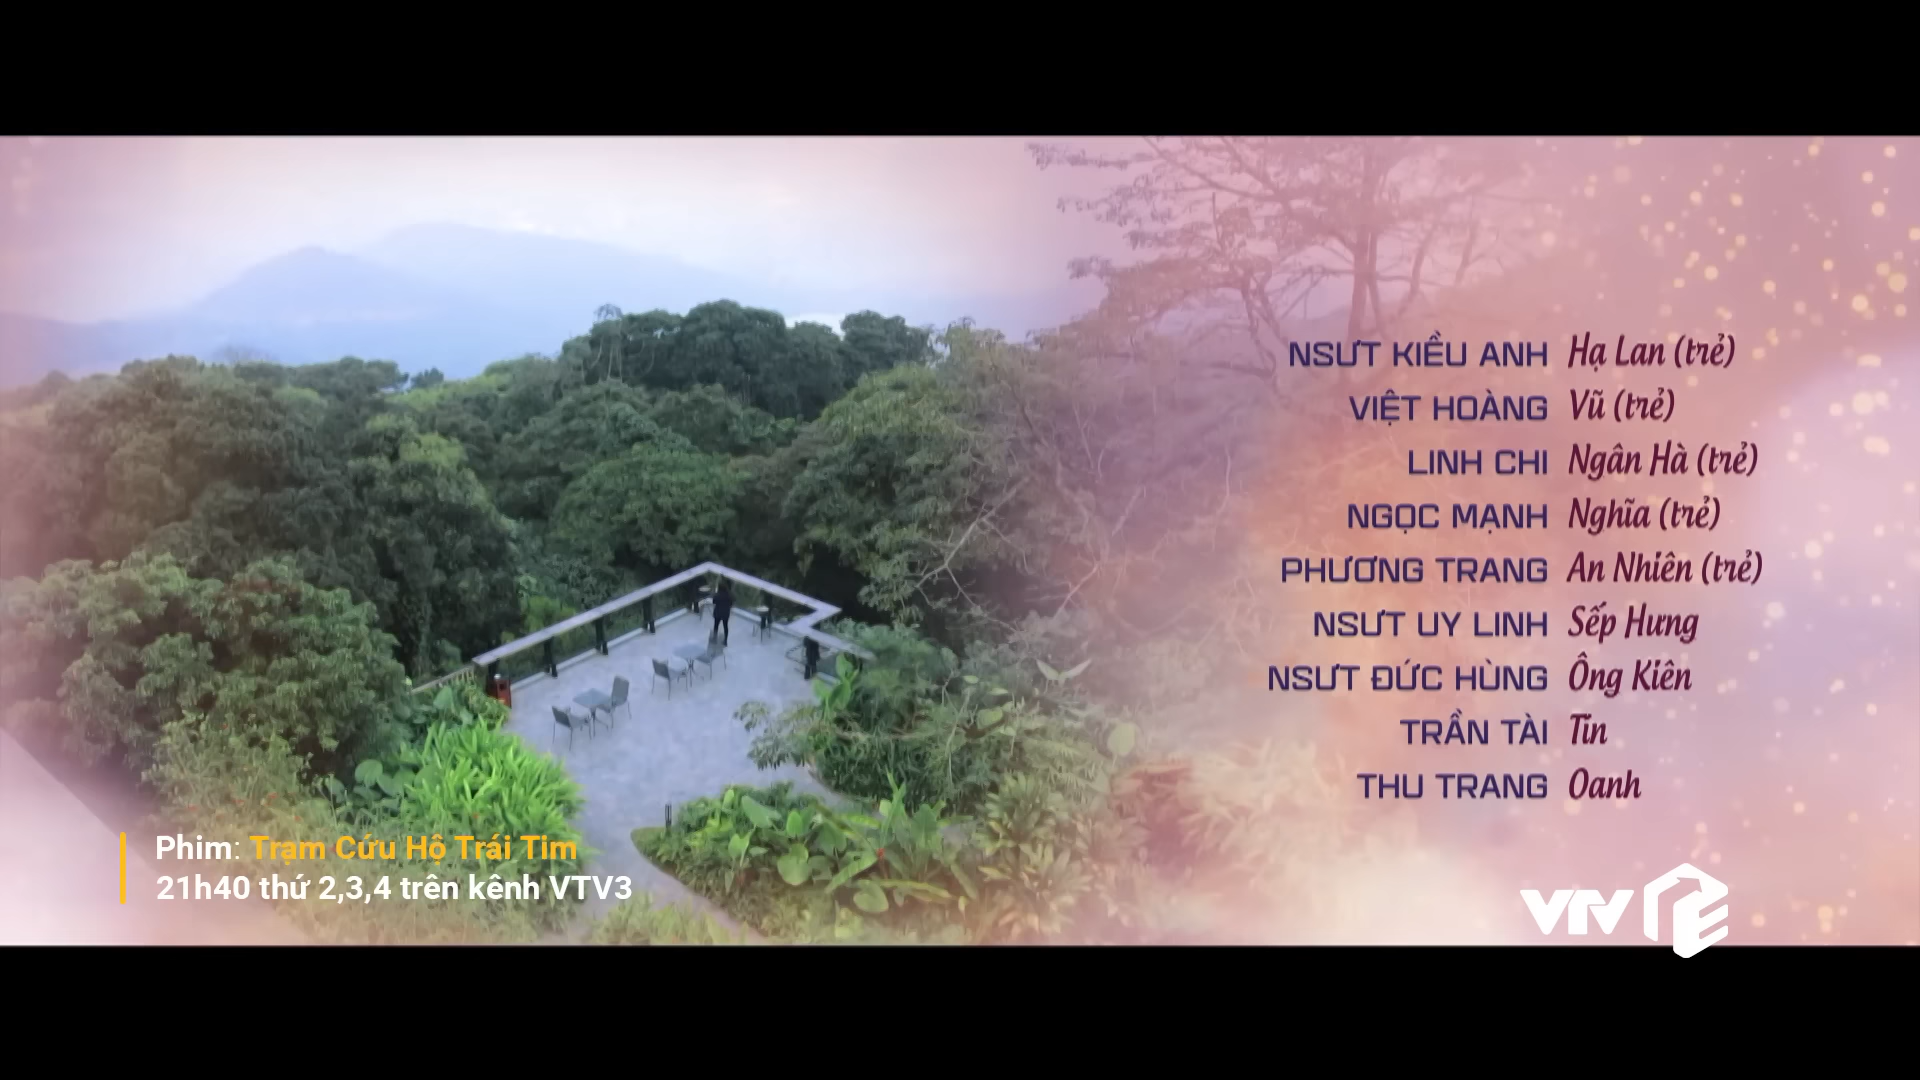 NSƯT KIỀU ANH Hạ Lan (trẻ)
VIỆT HOÀNG Vũ (trẻ)
LINH CHI Ngân Hà (trẻ)
NGỌC MẠNH Nghĩa (trẻ)
PHƯƠNG TRANG An Nhiên (trẻ)
NSƯT UY LINH Sếp Hưng
NSƯT ĐỨC HÙNG Ông Kiên
TRẦN TÀI Tín
THU TRANG Oanh
Phim: Trạm Cứu Hộ Trái Tim
21h40 thứ 2,3,4 trên kênh VTV3
VTV